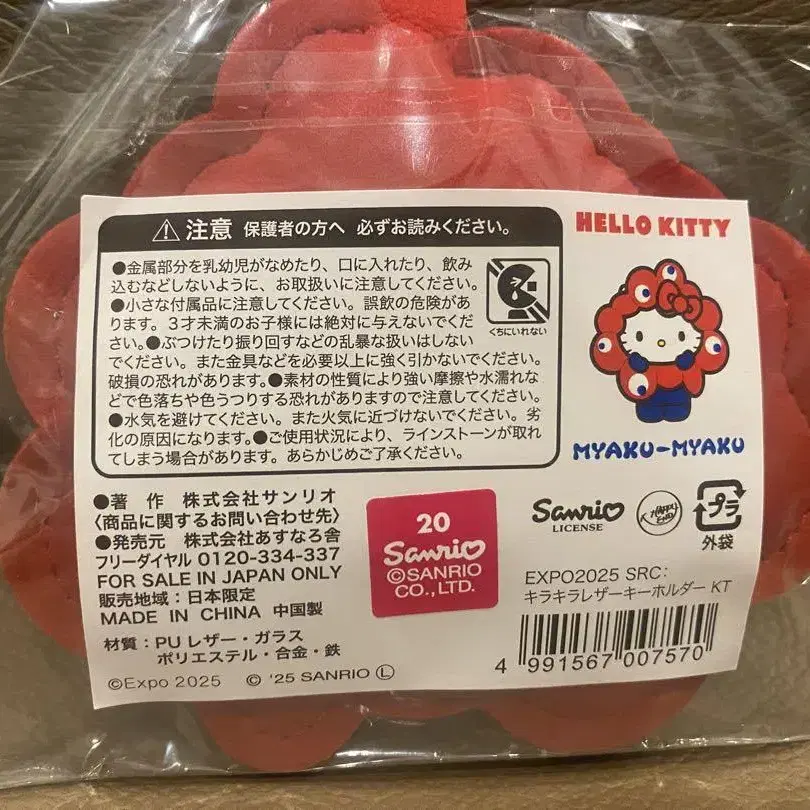 ⚠注意 保護者の方へ 必ずお読みください。
●金属部分を乳幼児がなめたり、口に入れたり、飲み
込むなどしないように、お取扱いに注意してください。
●小さな付属品に注意してください。誤飲の危険があ
ります。3才未満のお子様には絶対に与えないでくだ
さい。●ぶつけたり振り回すなどの乱暴な扱いはしない
でください。また金具などを必要以上に強く引かないでください。
破損の恐れがあります。●素材の性質により強い摩擦や水濡れな
どで色落ちや色うつりする恐れがありますので注意してください。
●水気を避けてください。また火気に近づけないでください。劣
化の原因になります。●ご使用状況により、ラインストーンが取れ
てしまう場合があります。あらかじめご了承ください。
くちにいれない
HELLO KITTY
MYAKU-MYAKU
●著 作 株式会社サンリオ
〈商品に関するお問い合わせ先〉
●発売元 株式会社あすなろ舎
フリーダイヤル 0120-334-337
FOR SALE IN JAPAN ONLY
販売地域：日本限定
MADE IN CHINA 中国製
材質：PU レザー・ガラス
ポリエステル・合金・鉄
©Expo 2025 © '25 SANRIO Ⓛ
20
Sanrio
©SANRIO
CO., LTD.
Sanrio
LICENSE
プラ
外袋
EXPO2025 SRC:
キラキラレザーキーホルダー KT
4 991567 007570